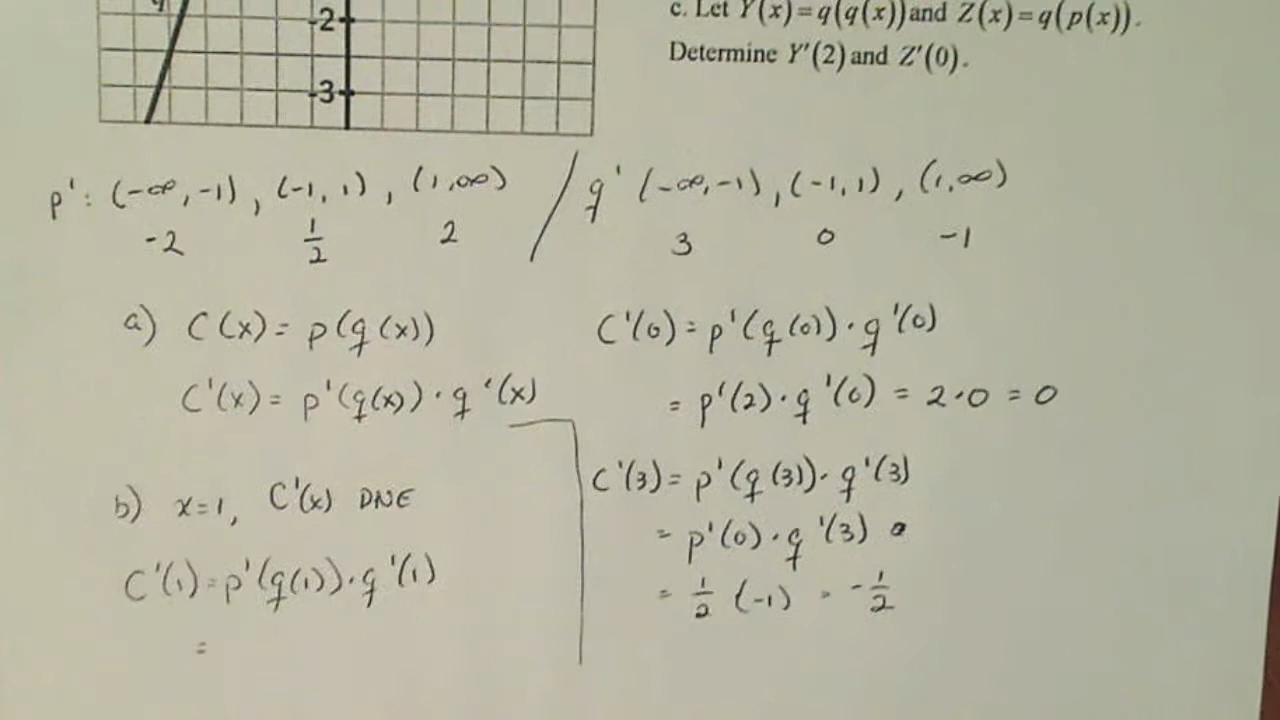 q
-2
-3
c. Let Y(x)=q(q(x)) and Z(x)=q(p(x)).
Determine Y'(2) and Z'(0).
p': (-∞,-1), (-1,1), (1,∞) / q' (-∞,-1), (-1,1), (1,∞)
-2 1/2 2 3 0 -1
a) C(x)= p(q(x))
C'(x)= p'(q(x))·q'(x)
C'(0)= p'(q(0))·q'(0)
= p'(2)·q'(0) = 2·0 = 0
b) x=1, C'(x) DNE
C'(1)=p'(q(1))·q'(1)
=
C'(3)= p'(q(3))·q'(3)
= p'(0)·q'(3)
= 1/2 (-1) = -1/2